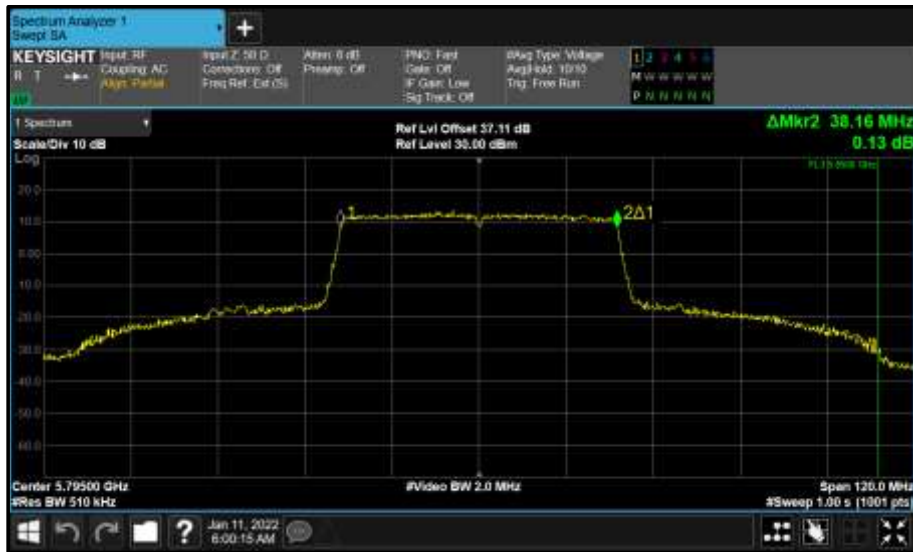 Spectrum Analyzer 1
Swept SA
+
KEYSIGHT
R T
Input: RF
Coupling: AC
Align: Partial
Input Z: 50 Ω
Corrections: Off
Freq Ref: Ext (S)
Atten: 6 dB
Preamp: Off
PNO: Fast
Gate: Off
IF Gain: Low
Sig Track: Off
#Avg Type: Voltage
Avg|Hold: 10/10
Trig: Free Run
1 2 3 4 5 6
M W W W W W
P N N N N N
1 Spectrum
Scale/Div 10 dB
Ref Lvl Offset 37.11 dB
Ref Level 30.00 dBm
ΔMkr2 38.16 MHz
0.13 dB
Log
20.0
10.0
0.00
-10.0
-20.0
-30.0
-40.0
-50.0
-60.0
1
2Δ1
Center 5.79500 GHz
#Res BW 510 kHz
#Video BW 2.0 MHz
Span 120.0 MHz
#Sweep 1.00 s (1001 pts)
?
Jan 11, 2022
6:00:15 AM